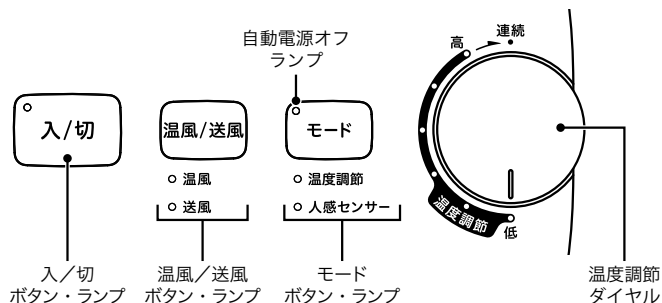 自動電源オフ
ランプ
高
連続
入/切
温風/送風
モード
温風
温度調節
送風
人感センサー
温度調節
低
入／切
ボタン・ランプ
温風／送風
ボタン・ランプ
モード
ボタン・ランプ
温度調節
ダイヤル